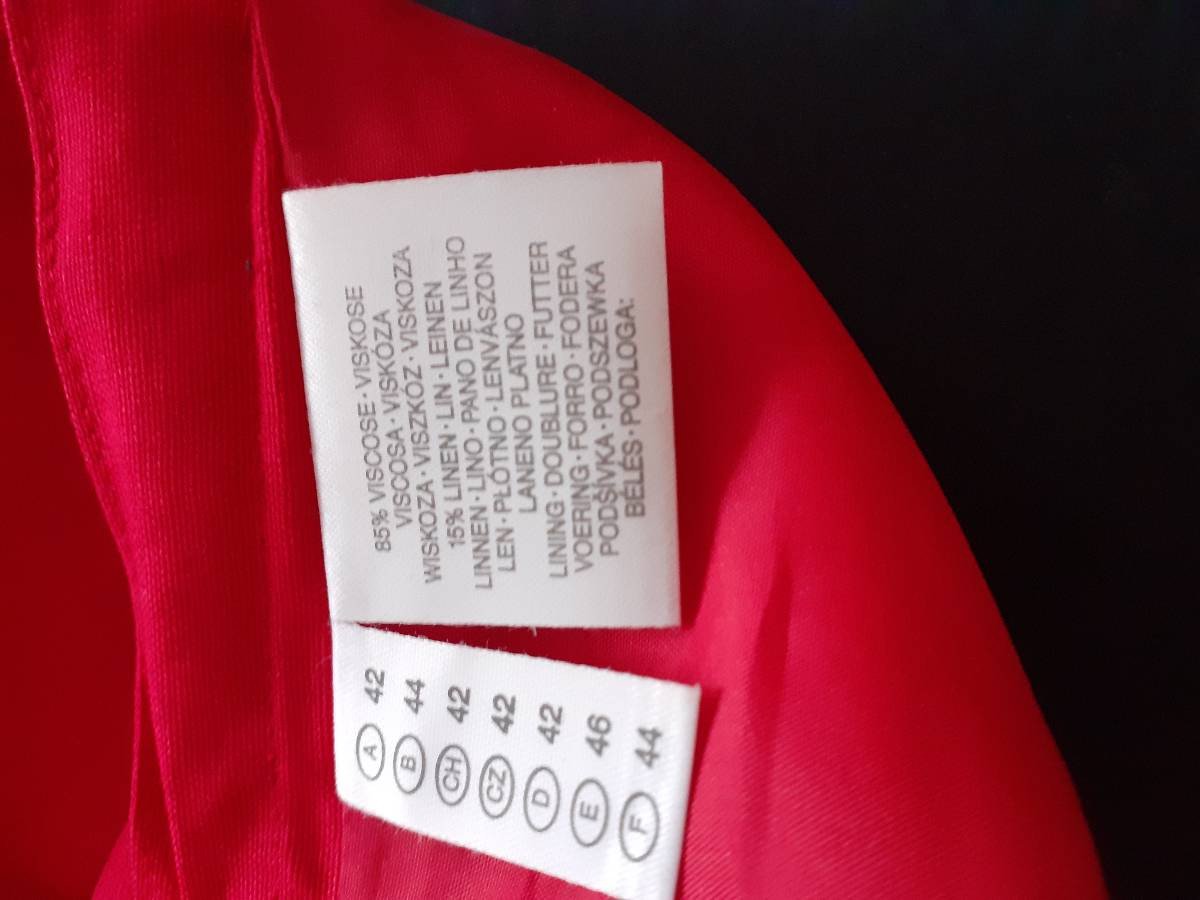 85% VISCOSE · VISKOSE
VISCOSA · VISKÓZA
WISKOZA · VISZKÓZ · VISKOZA
15% LINEN · LIN · LEINEN
LINNEN · LINO · PANO DE LINHO
LEN · PŁÓTNO · LENVÁSZON
LANENO PLATNO
LINING · DOUBLURE · FUTTER
VOERING · FORRO · FODERA
PODŠÍVKA · PODSZEWKA
BÉLÉS · PODLOGA:
A 42
B 44
CH 42
CZ 42
D 42
E 46
F 44